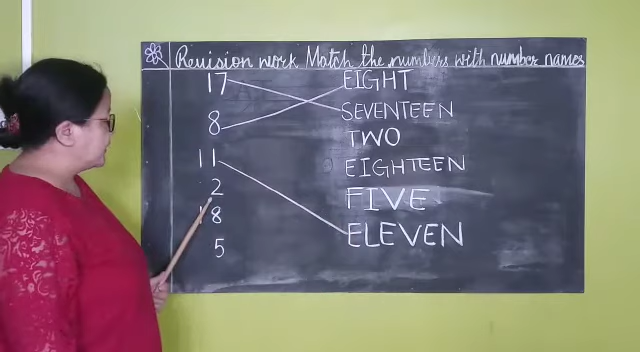 Revision work Match the numbers with number names
17 EIGHT
8 SEVENTEEN
11 TWO
2 EIGHTEEN
18 FIVE
5 ELEVEN